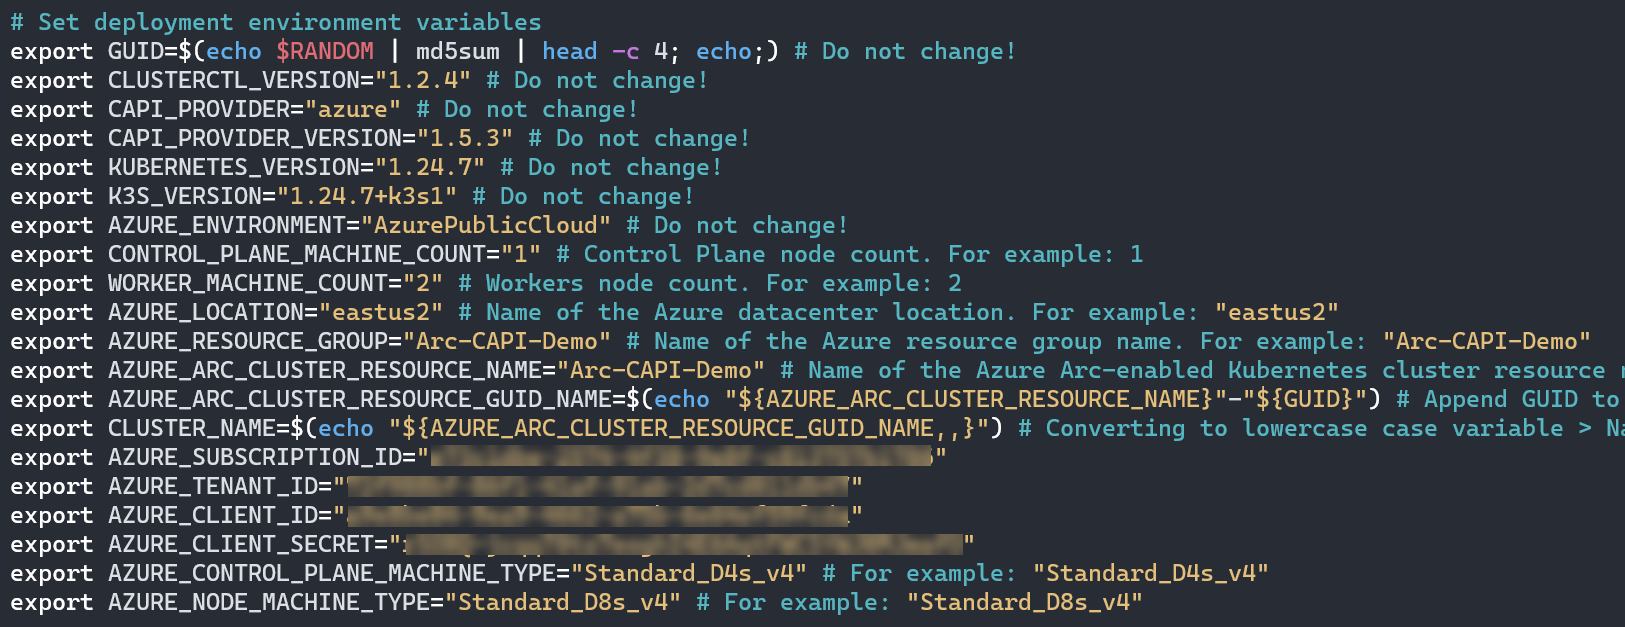 # Set deployment environment variables
export GUID=$(echo $RANDOM | md5sum | head -c 4; echo;) # Do not change!
export CLUSTERCTL_VERSION="1.2.4" # Do not change!
export CAPI_PROVIDER="azure" # Do not change!
export CAPI_PROVIDER_VERSION="1.5.3" # Do not change!
export KUBERNETES_VERSION="1.24.7" # Do not change!
export K3S_VERSION="1.24.7+k3s1" # Do not change!
export AZURE_ENVIRONMENT="AzurePublicCloud" # Do not change!
export CONTROL_PLANE_MACHINE_COUNT="1" # Control Plane node count. For example: 1
export WORKER_MACHINE_COUNT="2" # Workers node count. For example: 2
export AZURE_LOCATION="eastus2" # Name of the Azure datacenter location. For example: "eastus2"
export AZURE_RESOURCE_GROUP="Arc-CAPI-Demo" # Name of the Azure resource group name. For example: "Arc-CAPI-Demo"
export AZURE_ARC_CLUSTER_RESOURCE_NAME="Arc-CAPI-Demo" # Name of the Azure Arc-enabled Kubernetes cluster resource
export AZURE_ARC_CLUSTER_RESOURCE_GUID_NAME=$(echo "${AZURE_ARC_CLUSTER_RESOURCE_NAME}"-"${GUID}") # Append GUID to
export CLUSTER_NAME=$(echo "${AZURE_ARC_CLUSTER_RESOURCE_GUID_NAME,,}") # Converting to lowercase case variable > Na
export AZURE_SUBSCRIPTION_ID=""
export AZURE_TENANT_ID=""
export AZURE_CLIENT_ID=""
export AZURE_CLIENT_SECRET=""
export AZURE_CONTROL_PLANE_MACHINE_TYPE="Standard_D4s_v4" # For example: "Standard_D4s_v4"
export AZURE_NODE_MACHINE_TYPE="Standard_D8s_v4" # For example: "Standard_D8s_v4"